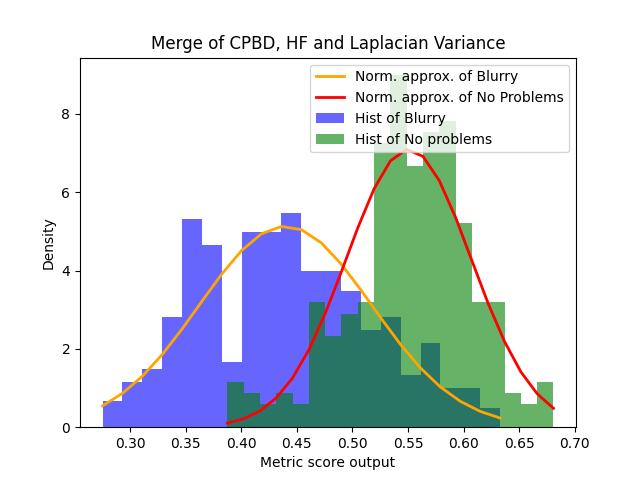 Merge of CPBD, HF and Laplacian Variance
Norm. approx. of Blurry
Norm. approx. of No Problems
Hist of Blurry
Hist of No problems
Density
8
6
4
2
0
0.30 0.35 0.40 0.45 0.50 0.55 0.60 0.65 0.70
Metric score output